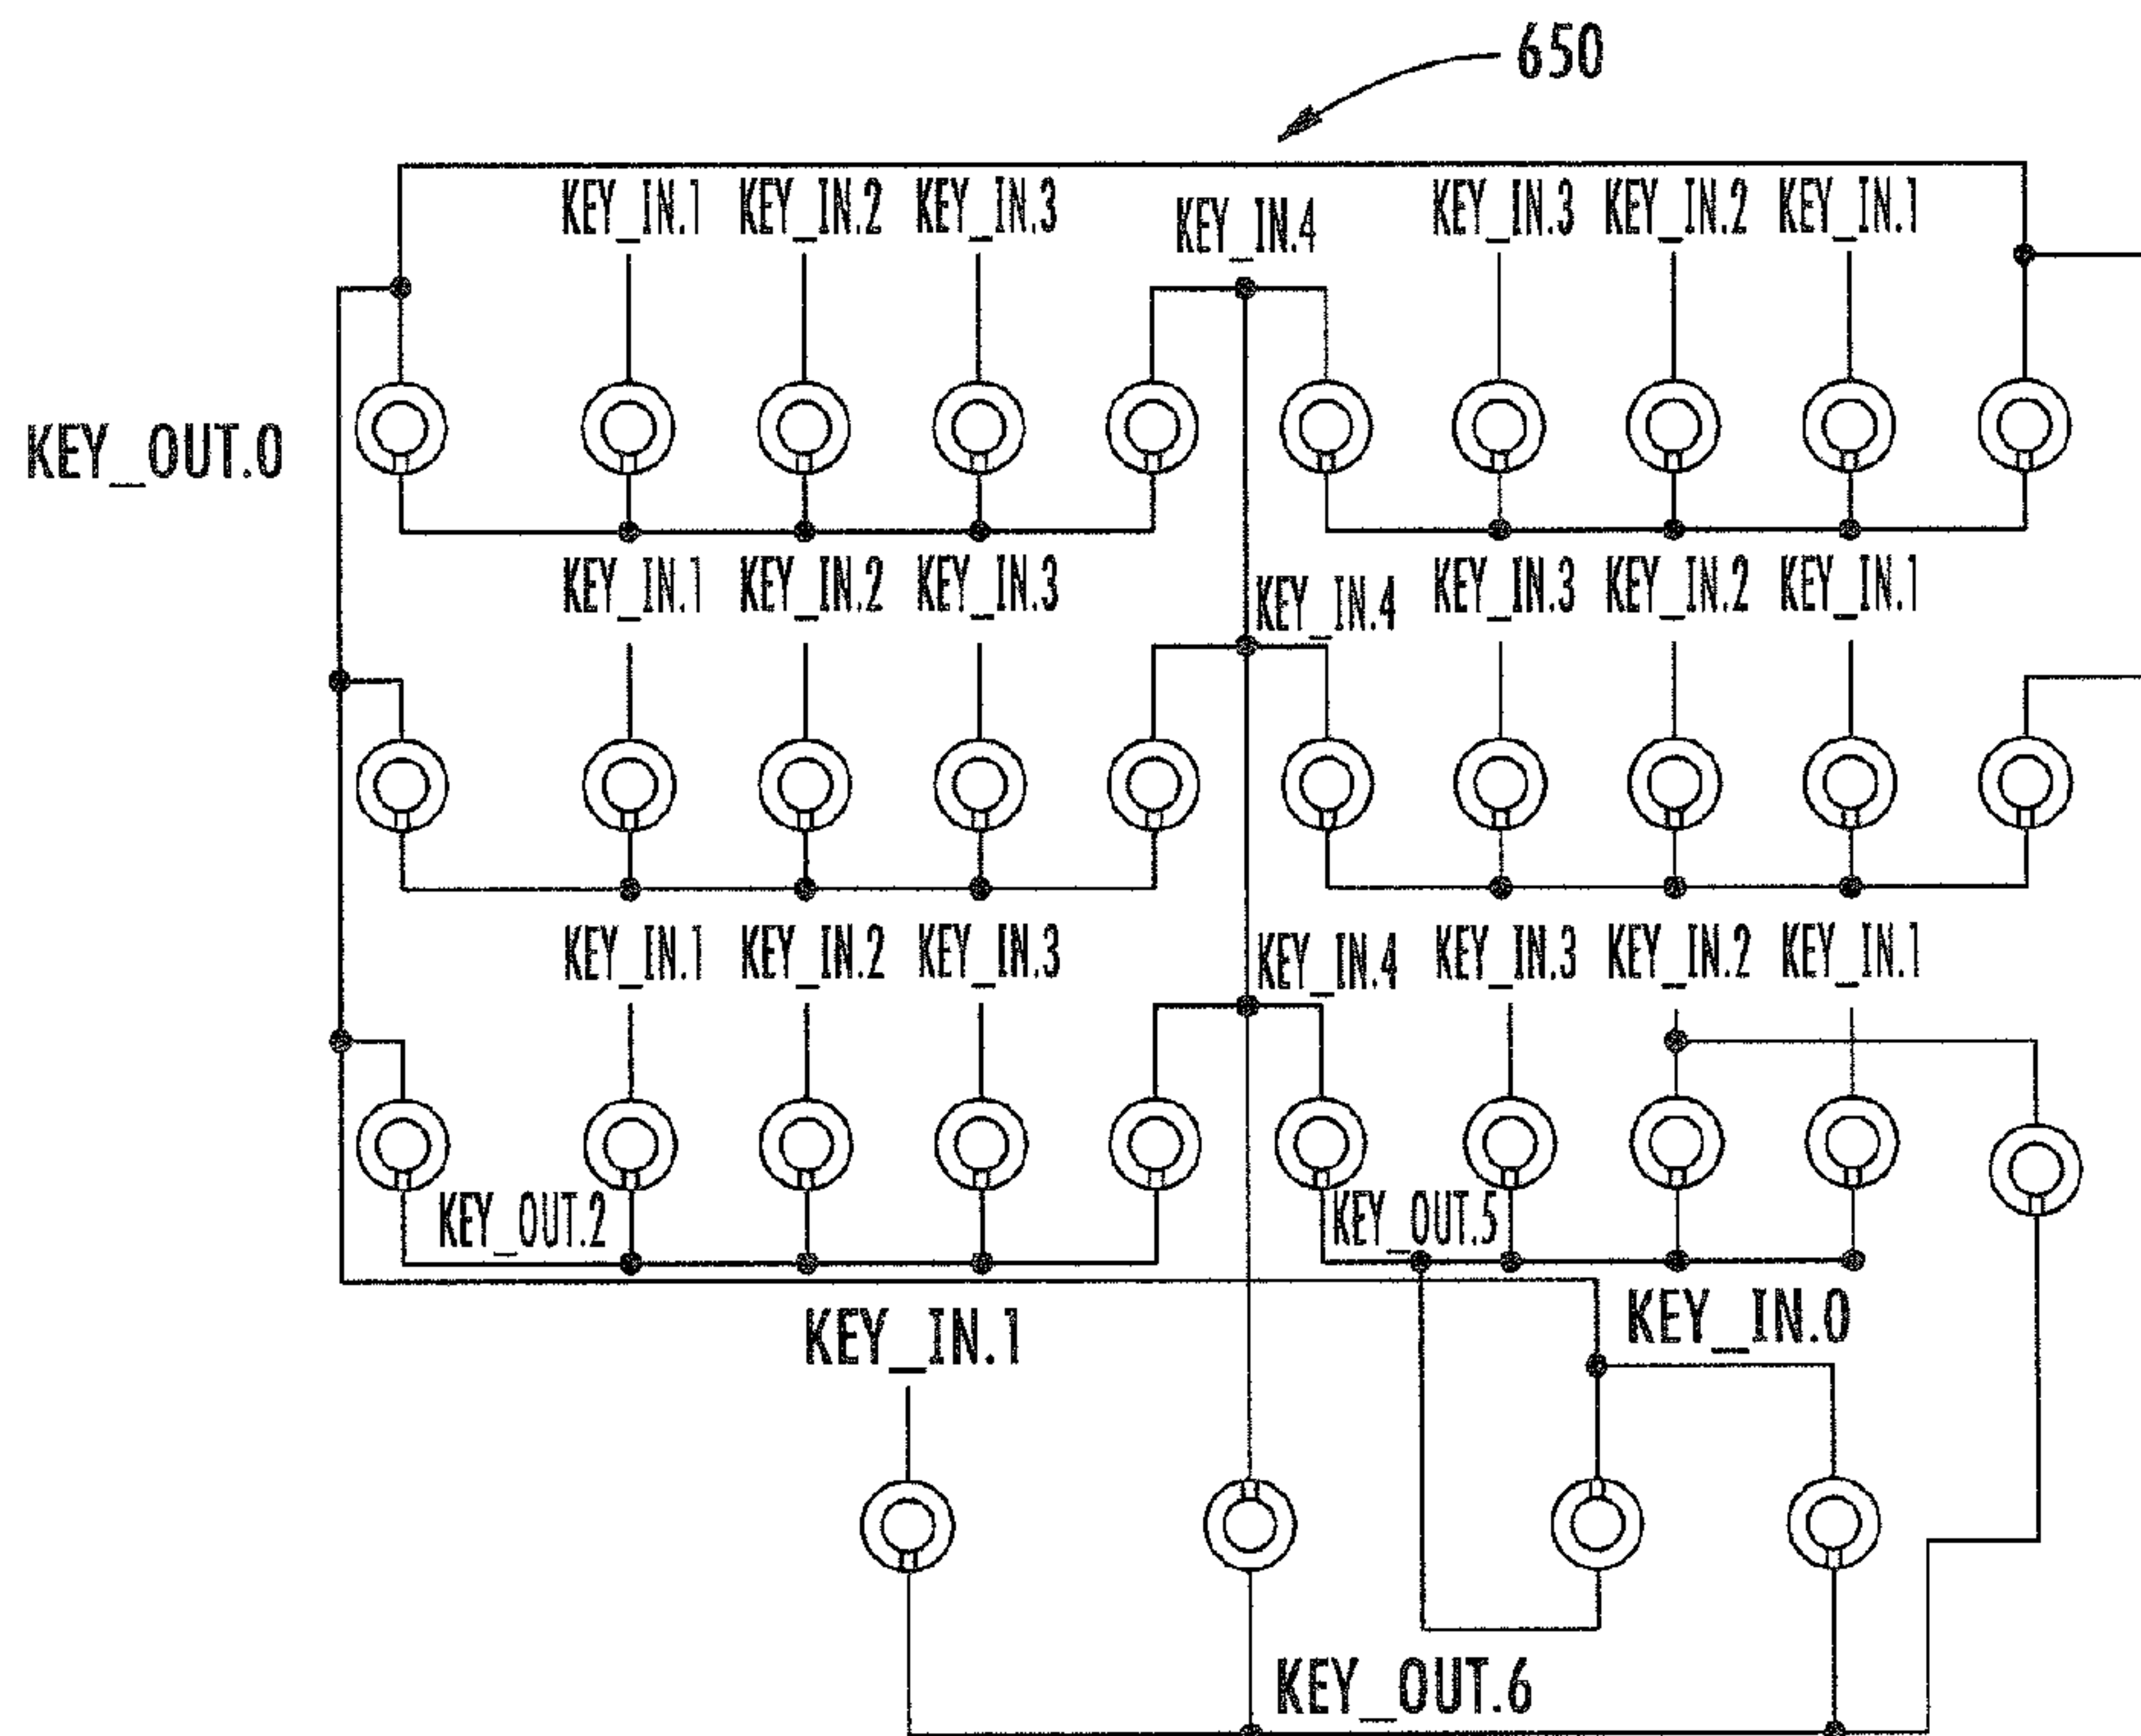 650
KEY_IN.1 KEY_IN.2 KEY_IN.3 KEY_IN.4 KEY_IN.3 KEY_IN.2 KEY_IN.1
KEY_OUT.0
KEY_IN.1 KEY_IN.2 KEY_IN.3 KEY_IN.4 KEY_IN.3 KEY_IN.2 KEY_IN.1
KEY_IN.1 KEY_IN.2 KEY_IN.3 KEY_IN.4 KEY_IN.3 KEY_IN.2 KEY_IN.1
KEY_OUT.2 KEY_OUT.5
KEY_IN.1 KEY_IN.0
KEY_OUT.6